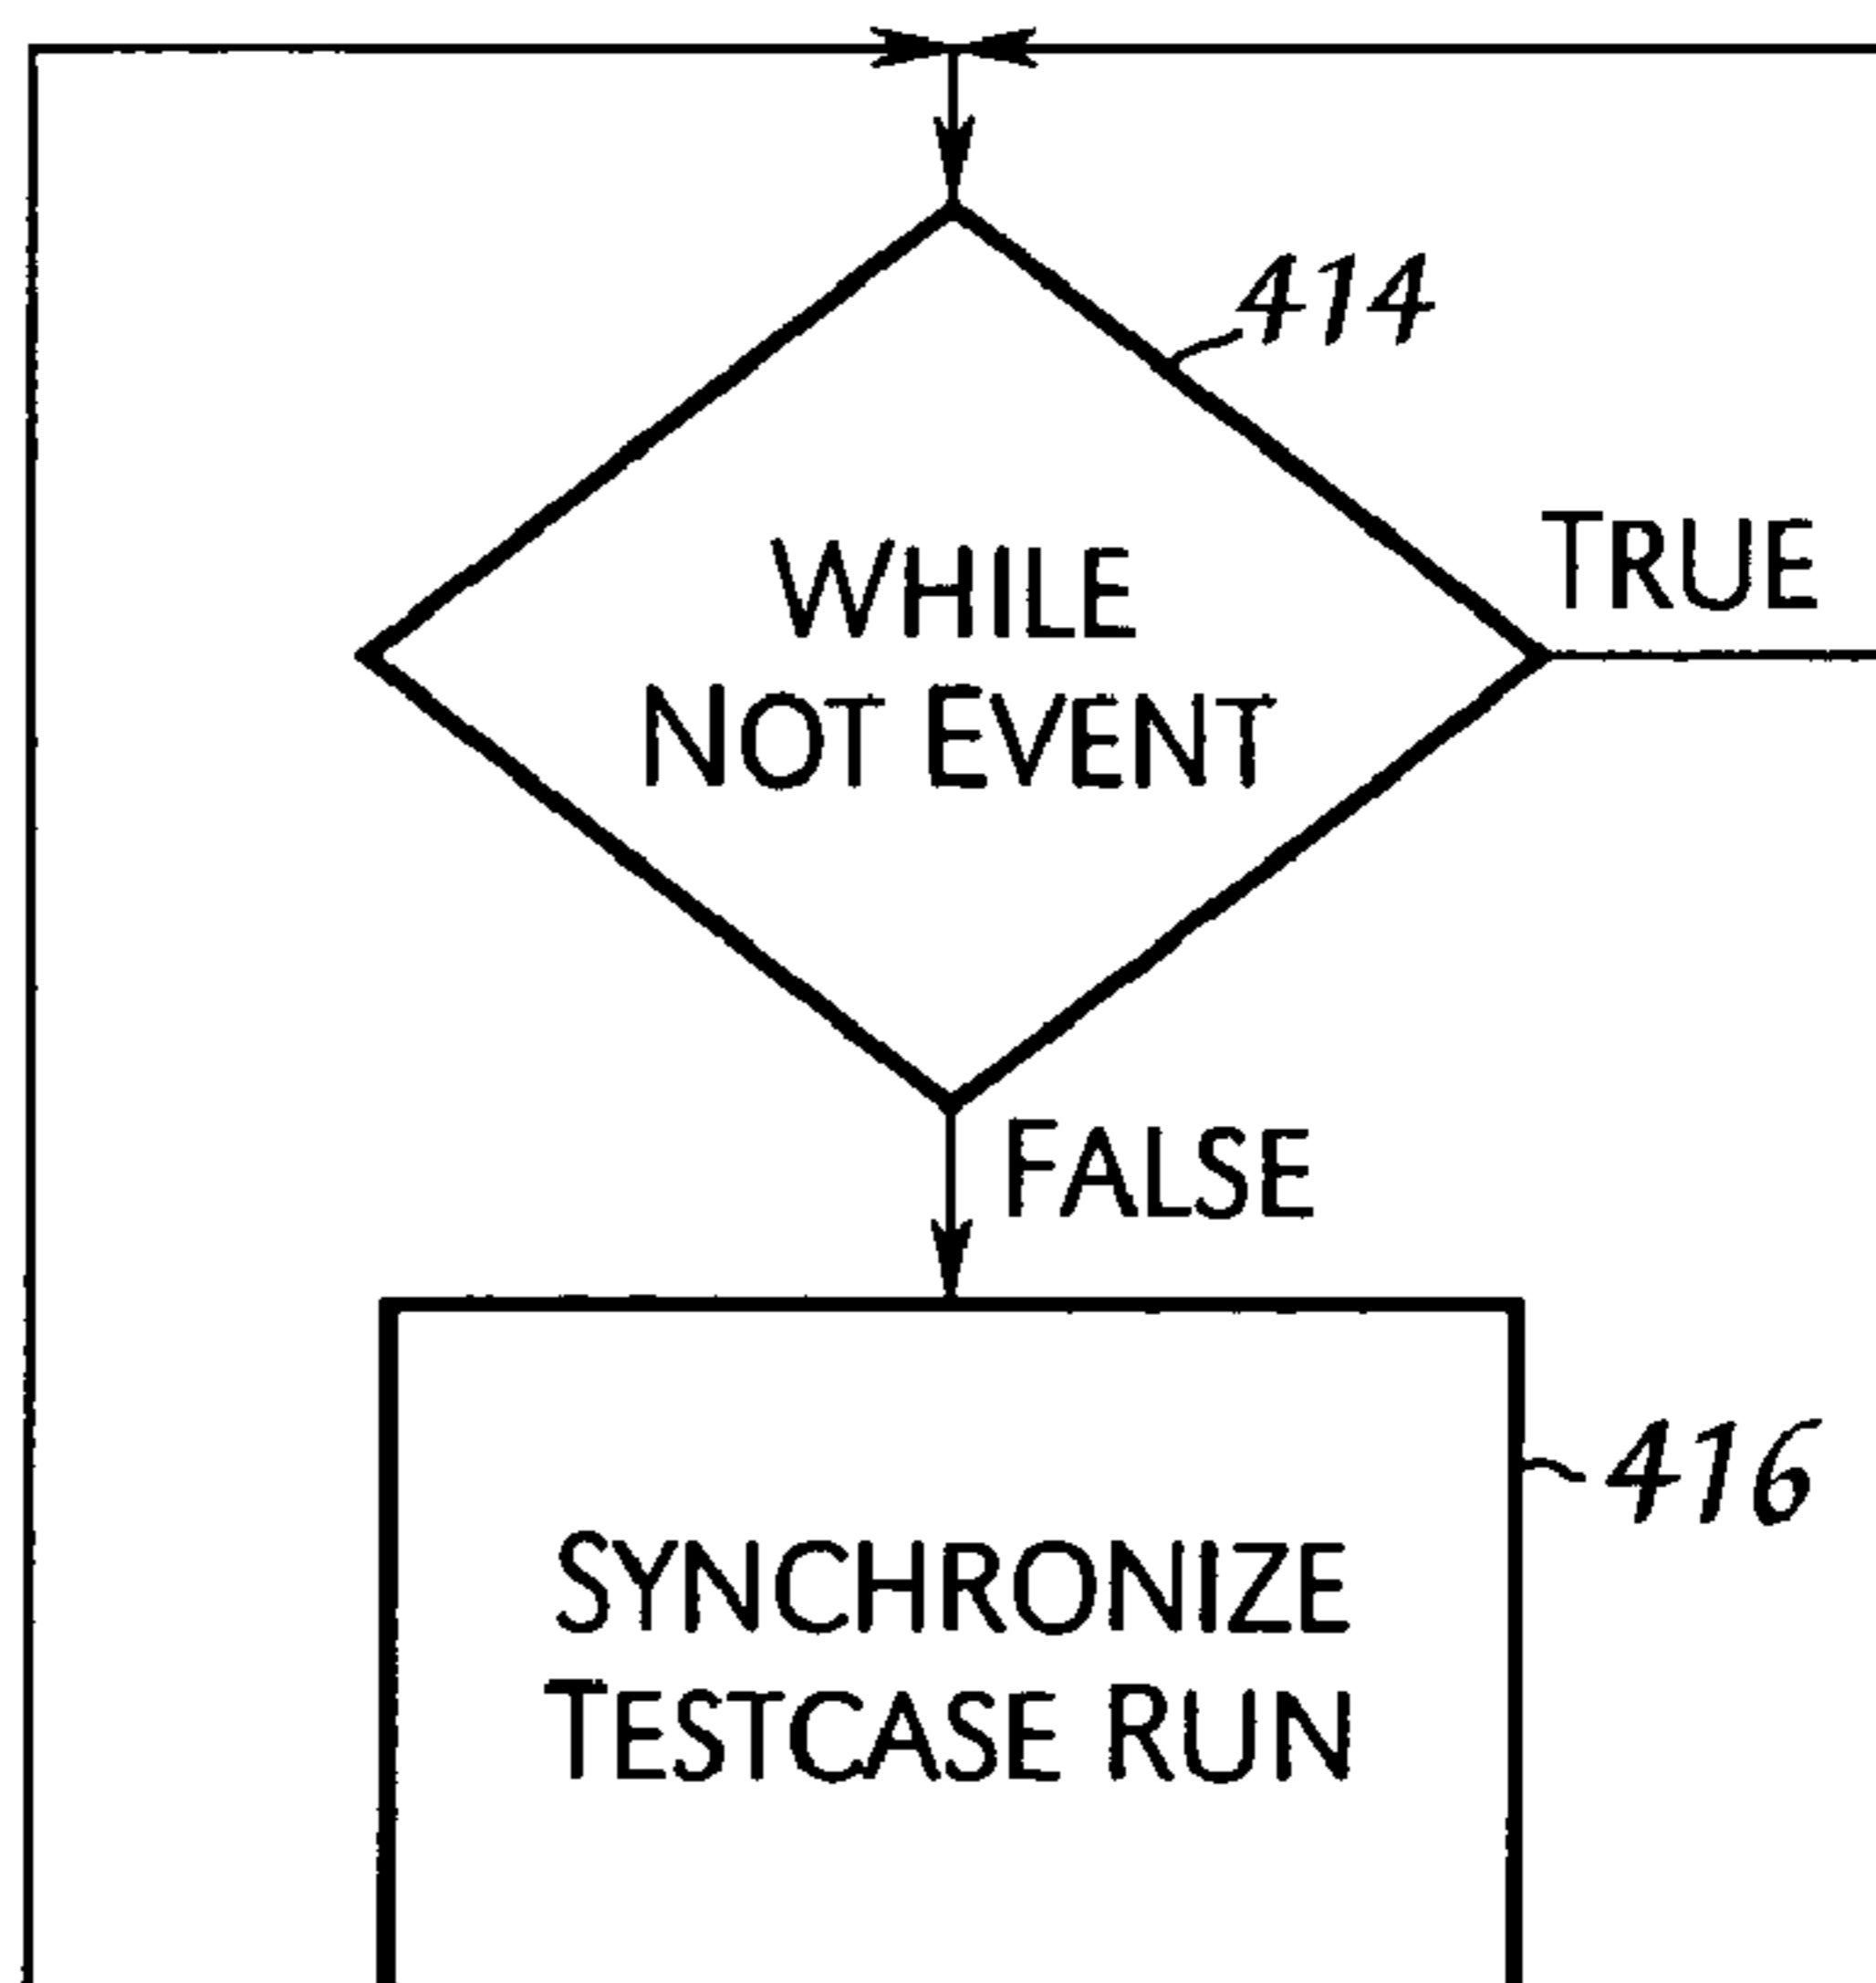 414
WHILE
NOT EVENT
TRUE
FALSE
416
SYNCHRONIZE
TESTCASE RUN